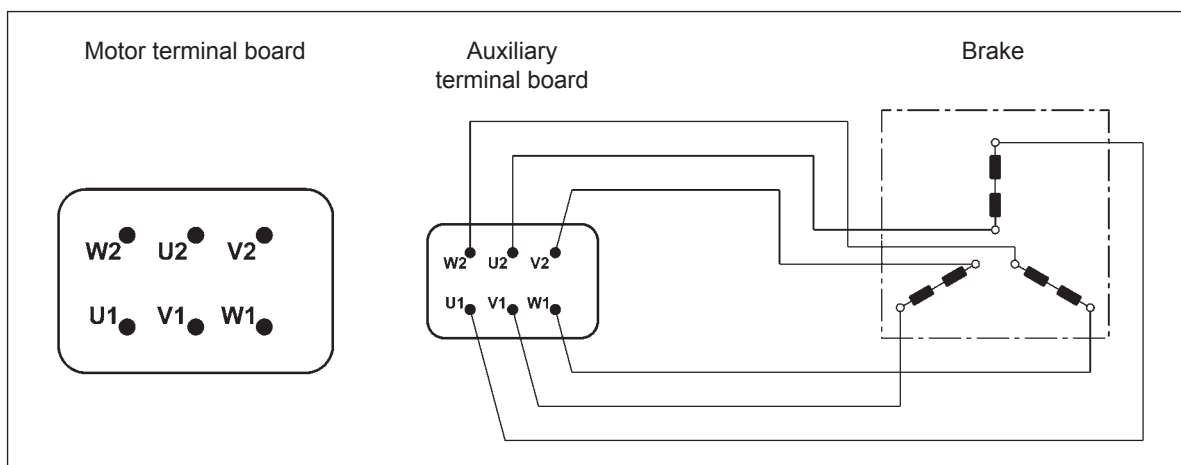 Motor terminal board
Auxiliary
terminal board
Brake
W2 U2 V2
U1 V1 W1
W2 U2 V2
U1 V1 W1